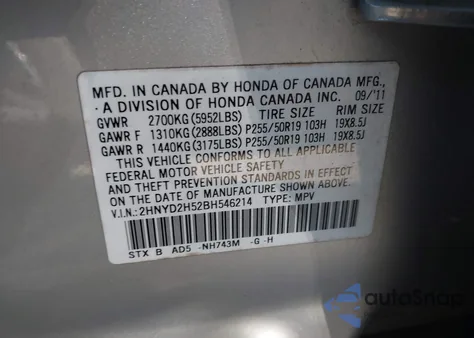 MFD. IN CANADA BY HONDA OF CANADA MFG.,
A DIVISION OF HONDA CANADA INC. 09/'11
GVWR 2700KG (5952LBS) TIRE SIZE RIM SIZE
GAWR F 1310KG (2888LBS) P255/50R19 103H 19X8.5J
GAWR R 1440KG (3175LBS) P255/50R19 103H 19X8.5J
THIS VEHICLE CONFORMS TO ALL APPLICABLE
FEDERAL MOTOR VEHICLE SAFETY
AND THEFT PREVENTION STANDARDS IN EFFECT
ON THE DATE OF MANUFACTURE SHOWN ABOVE.
V.I.N.: 2HNYD2H52BH546214 TYPE: MPV
STX B AD5 -NH743M -G -H
autoSnap